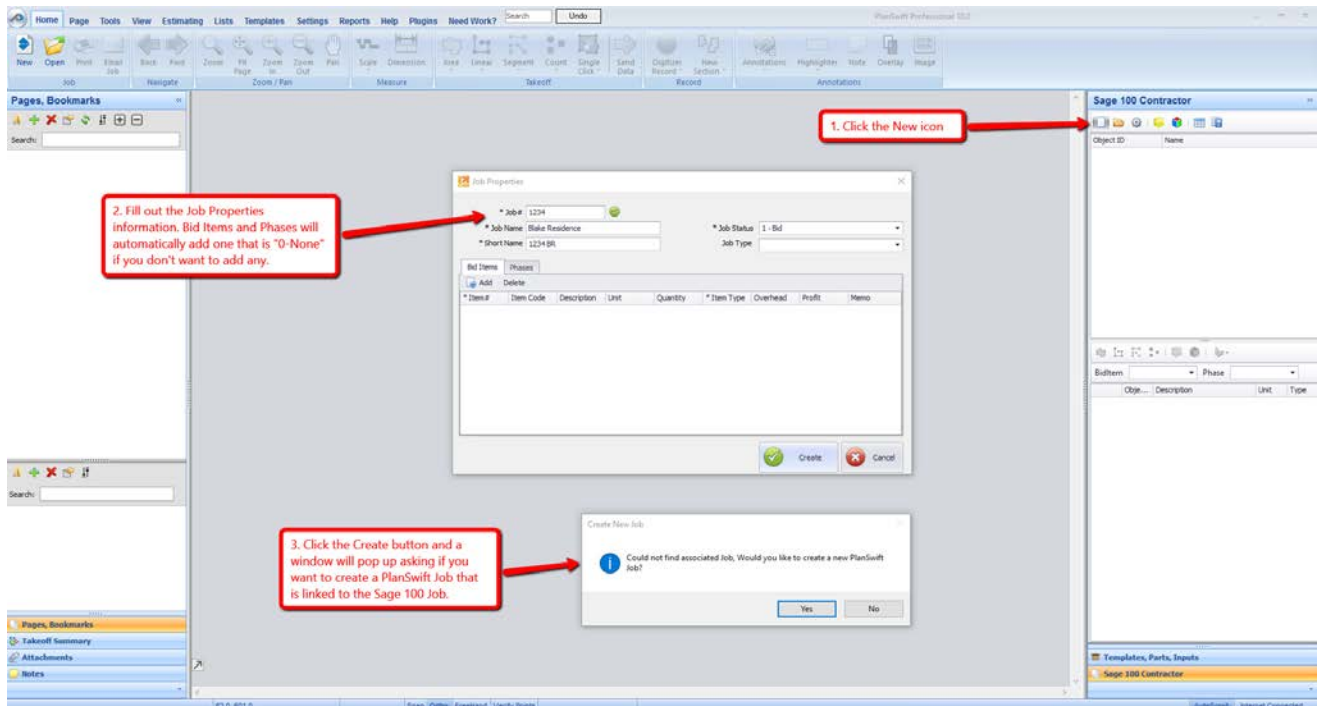 Home Page Tools View Estimating Lists Templates Settings Reports Help Plugins Need Work? Search Undo
PlanSwift Professional 10.2
New Open Print Email Job Back Fwd Zoom Fit Page Zoom In Zoom Out Pan Scale Dimension Area Linear Segment Count Single Click Send Data Digitizer Record New Section Annotations Highlighter Note Overlay Image
Job Navigate Zoom / Pan Measure Takeoff Record Annotations
Pages, Bookmarks
Search:
Sage 100 Contractor
Object ID Name
1. Click the New icon
2. Fill out the Job Properties
information. Bid Items and Phases will
automatically add one that is "0-None"
if you don't want to add any.
Job Properties
* Job# 1234
* Job Name Blake Residence * Job Status 1 - Bid
* Short Name 1234 BR Job Type
Bid Items Phases
Add Delete
* Item# Item Code Description Unit Quantity * Item Type Overhead Profit Memo
Create Cancel
BidItem Phase
Obje... Description Unit Type
Search:
3. Click the Create button and a
window will pop up asking if you
want to create a PlanSwift Job that
is linked to the Sage 100 Job.
Create New Job
Could not find associated Job, Would you like to create a new PlanSwift
Job?
Yes No
Pages, Bookmarks
Takeoff Summary
Attachments
Notes
Templates, Parts, Inputs
Sage 100 Contractor